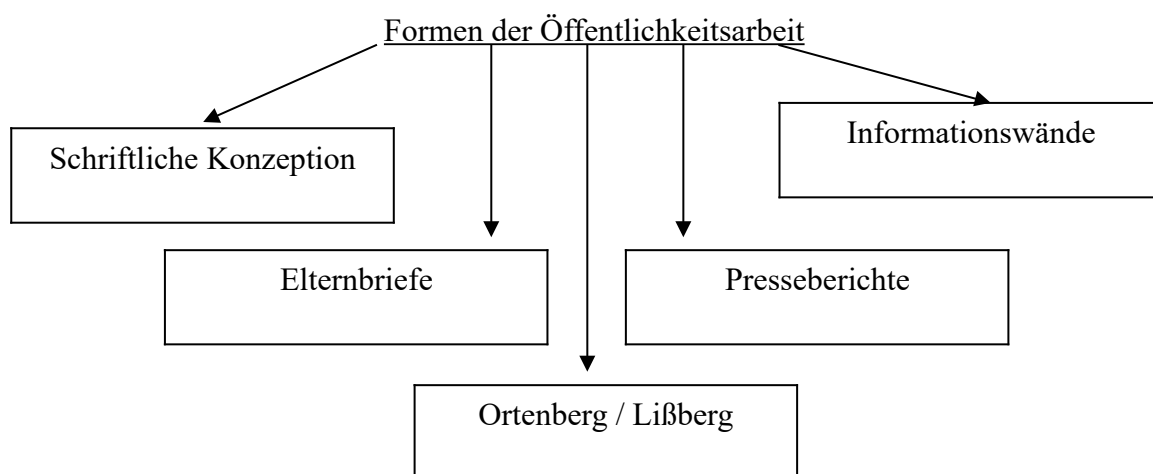 Formen der Öffentlichkeitsarbeit
Schriftliche Konzeption
Informationswände
Elternbriefe
Presseberichte
Ortenberg / Lißberg